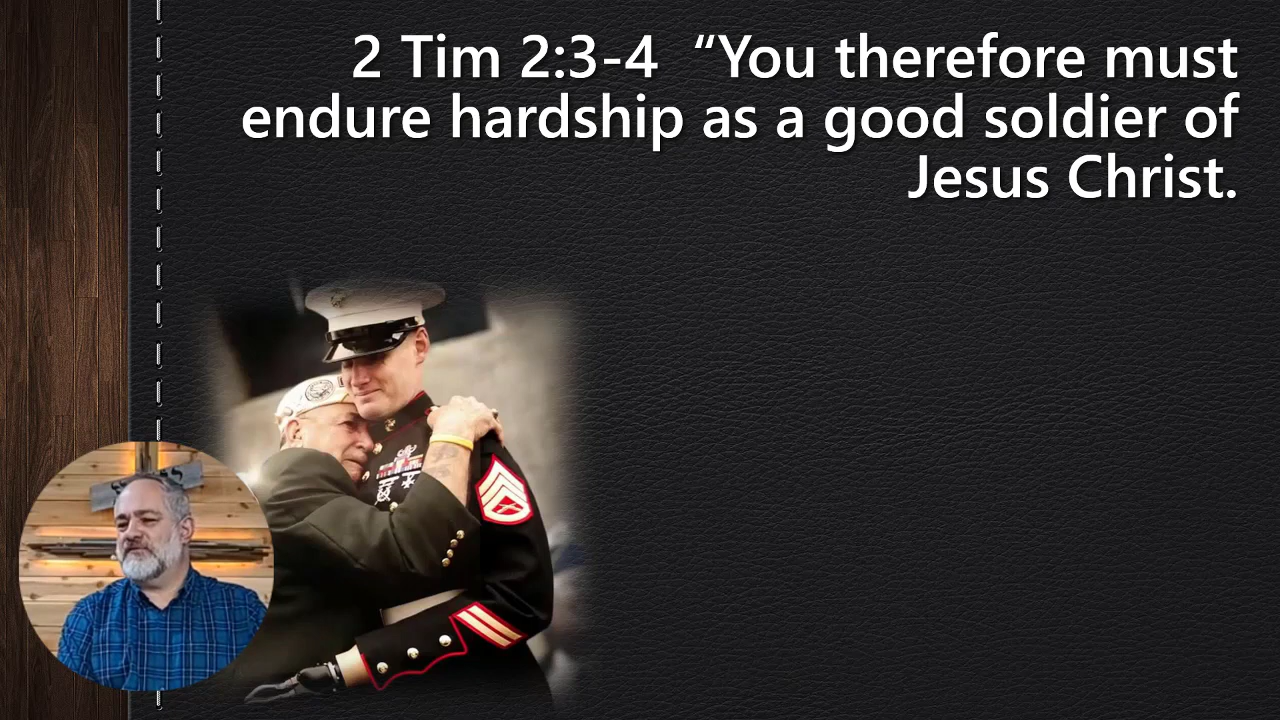 2 Tim 2:3-4  “You therefore must
endure hardship as a good soldier of
Jesus Christ.